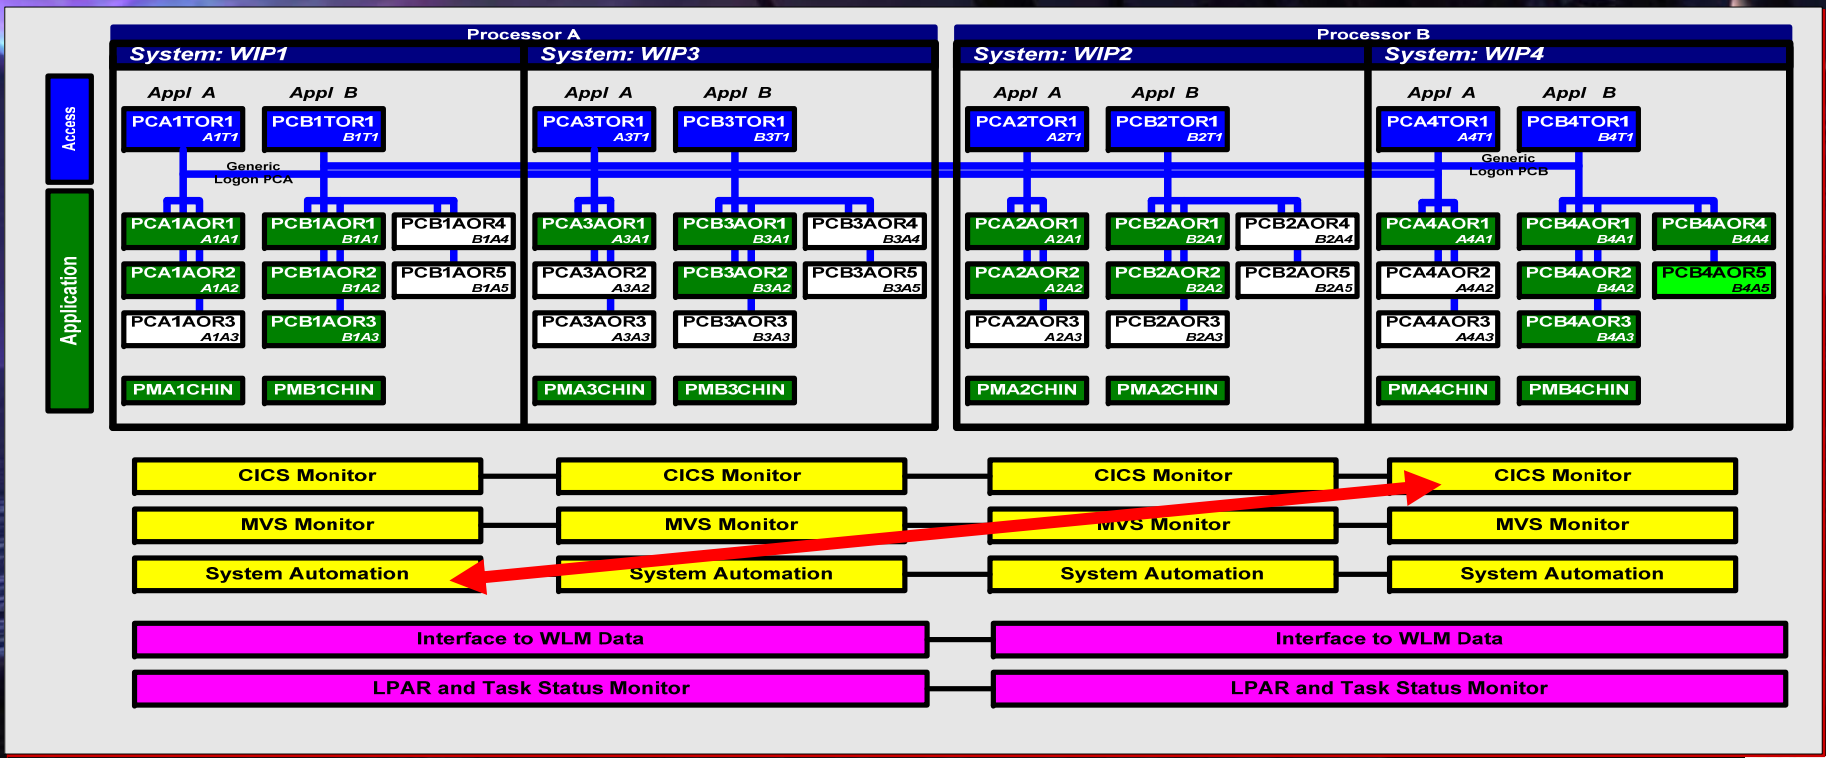 Processor A
Processor B
System: WIP1
System: WIP3
System: WIP2
System: WIP4
Access
Application
Appl A
Appl B
Appl A
Appl B
Appl A
Appl B
Appl A
Appl B
PCA1TOR1
A1T1
PCB1TOR1
B1T1
PCA3TOR1
A3T1
PCB3TOR1
B3T1
PCA2TOR1
A2T1
PCB2TOR1
B2T1
PCA4TOR1
A4T1
PCB4TOR1
B4T1
Generic
Logon PCA
Generic
Logon PCB
PCA1AOR1
A1A1
PCB1AOR1
B1A1
PCB1AOR4
B1A4
PCA3AOR1
A3A1
PCB3AOR1
B3A1
PCB3AOR4
B3A4
PCA2AOR1
A2A1
PCB2AOR1
B2A1
PCB2AOR4
B2A4
PCA4AOR1
A4A1
PCB4AOR1
B4A1
PCB4AOR4
B4A4
PCA1AOR2
A1A2
PCB1AOR2
B1A2
PCB1AOR5
B1A5
PCA3AOR2
A3A2
PCB3AOR2
B3A2
PCB3AOR5
B3A5
PCA2AOR2
A2A2
PCB2AOR2
B2A2
PCB2AOR5
B2A5
PCA4AOR2
A4A2
PCB4AOR2
B4A2
PCB4AOR5
B4A5
PCA1AOR3
A1A3
PCB1AOR3
B1A3
PCA3AOR3
A3A3
PCB3AOR3
B3A3
PCA2AOR3
A2A3
PCB2AOR3
B2A3
PCA4AOR3
A4A3
PCB4AOR3
B4A3
PMA1CHIN
PMB1CHIN
PMA3CHIN
PMB3CHIN
PMA2CHIN
PMA2CHIN
PMA4CHIN
PMB4CHIN
CICS Monitor
CICS Monitor
CICS Monitor
CICS Monitor
MVS Monitor
MVS Monitor
MVS Monitor
MVS Monitor
System Automation
System Automation
System Automation
System Automation
Interface to WLM Data
Interface to WLM Data
LPAR and Task Status Monitor
LPAR and Task Status Monitor